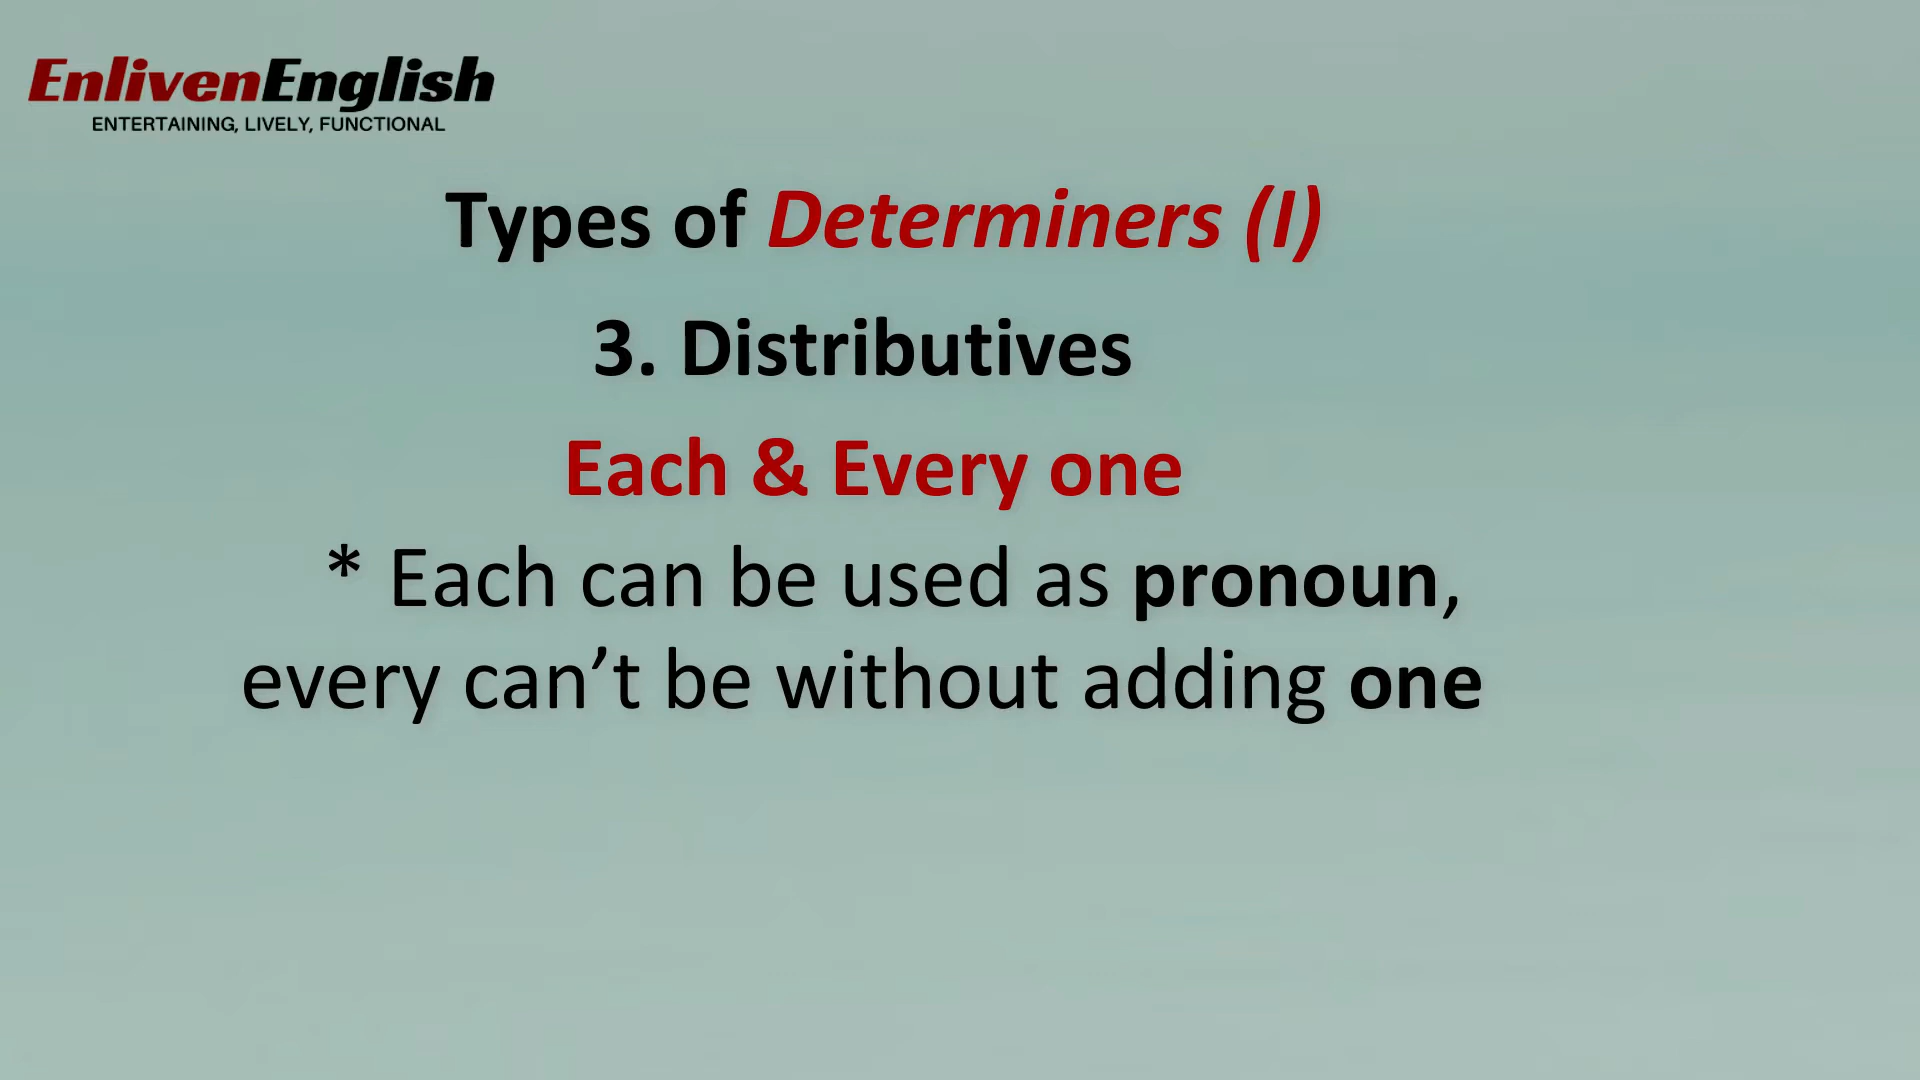 EnlivenEnglish
ENTERTAINING, LIVELY, FUNCTIONAL
Types of Determiners (I)
3. Distributives
Each & Every one
* Each can be used as pronoun,
every can’t be without adding one